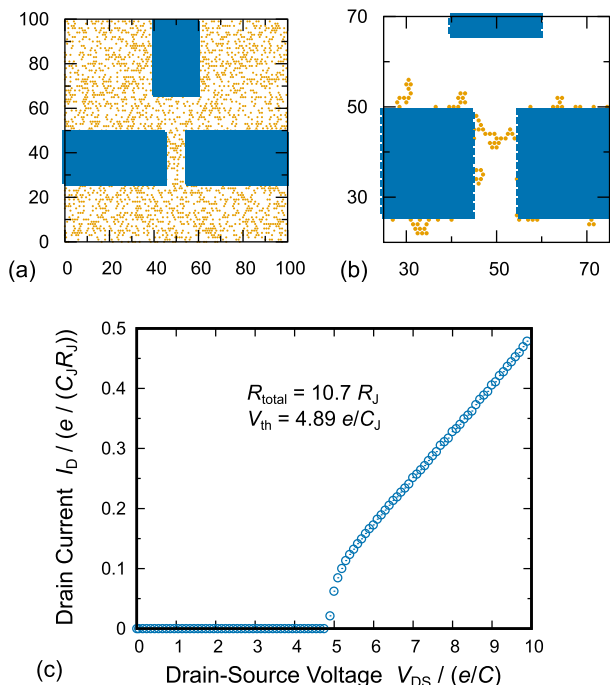 100
80
60
40
20
0
0 20 40 60 80 100
(a)
70
50
30
30 50 70
(b)
0.5
0.4
0.3
0.2
0.1
0
R_total = 10.7 R_J
V_th = 4.89 e/C_J
0 1 2 3 4 5 6 7 8 9 10
Drain Current I_D / (e / (C_J R_J))
Drain-Source Voltage V_DS / (e/C)
(c)